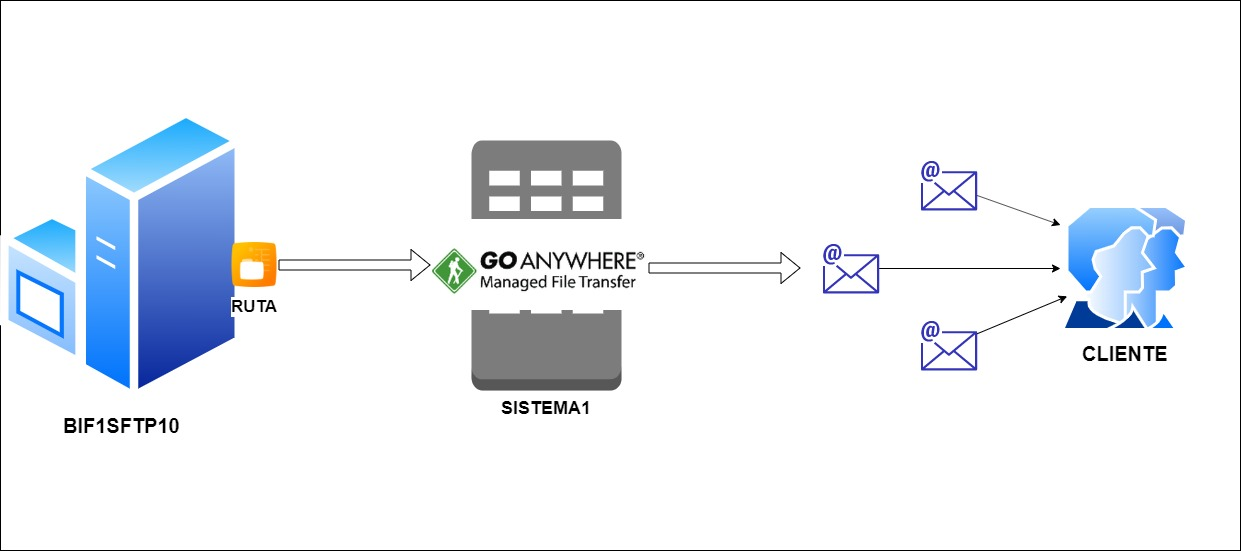 RUTA
BIF1SFTP10
GO ANYWHERE®
Managed File Transfer
SISTEMA1
@
@
@
CLIENTE